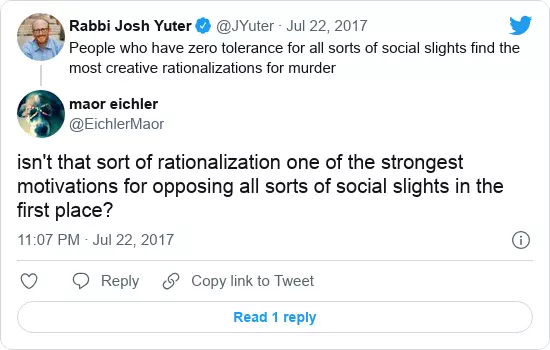 Rabbi Josh Yuter @JYuter · Jul 22, 2017
People who have zero tolerance for all sorts of social slights find the
most creative rationalizations for murder
maor eichler
@EichlerMaor
isn't that sort of rationalization one of the strongest
motivations for opposing all sorts of social slights in the
first place?
11:07 PM · Jul 22, 2017
Reply Copy link to Tweet
Read 1 reply